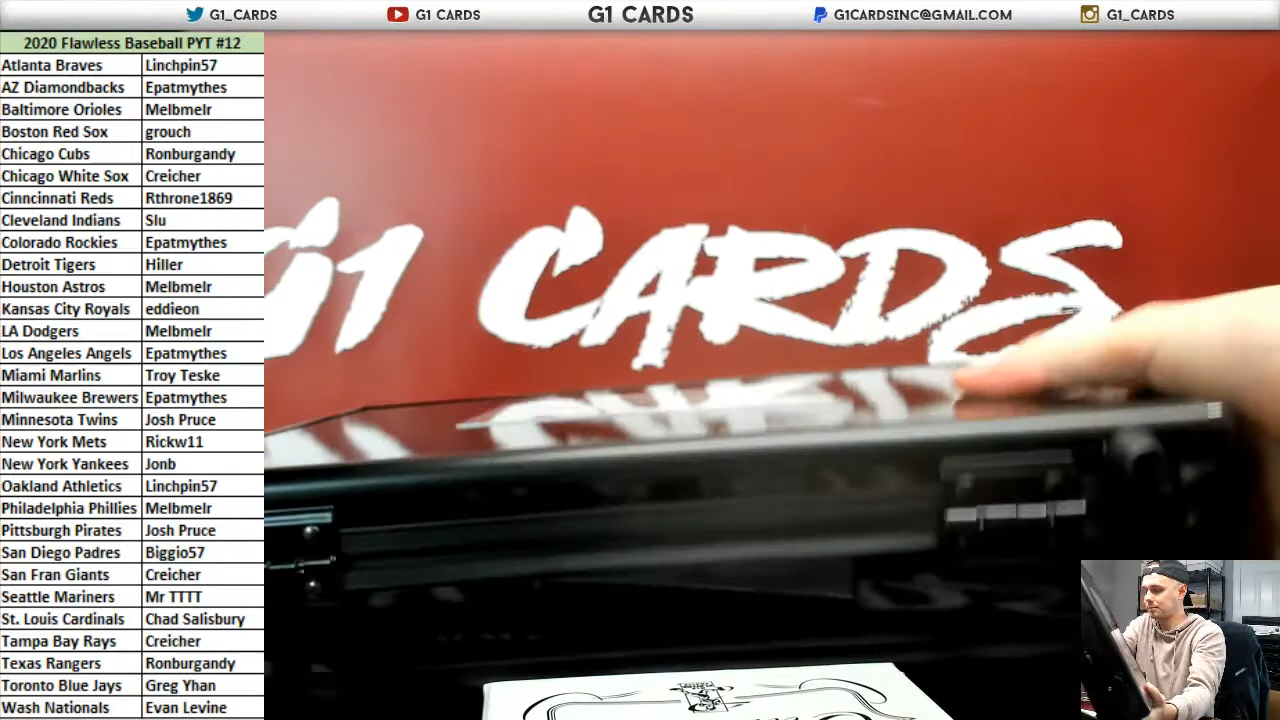 G1_CARDS
G1 CARDS
G1 CARDS
G1CARDSINC@GMAIL.COM
G1_CARDS
2020 Flawless Baseball PYT #12
Atlanta Braves Linchpin57
AZ Diamondbacks Epatmythes
Baltimore Orioles Melbmelr
Boston Red Sox grouch
Chicago Cubs Ronburgandy
Chicago White Sox Creicher
Cinncinnati Reds Rthrone1869
Cleveland Indians Slu
Colorado Rockies Epatmythes
Detroit Tigers Hiller
Houston Astros Melbmelr
Kansas City Royals eddieon
LA Dodgers Melbmelr
Los Angeles Angels Epatmythes
Miami Marlins Troy Teske
Milwaukee Brewers Epatmythes
Minnesota Twins Josh Pruce
New York Mets Rickw11
New York Yankees Jonb
Oakland Athletics Linchpin57
Philadelphia Phillies Melbmelr
Pittsburgh Pirates Josh Pruce
San Diego Padres Biggio57
San Fran Giants Creicher
Seattle Mariners Mr TTTT
St. Louis Cardinals Chad Salisbury
Tampa Bay Rays Creicher
Texas Rangers Ronburgandy
Toronto Blue Jays Greg Yhan
Wash Nationals Evan Levine
G1 CARDS